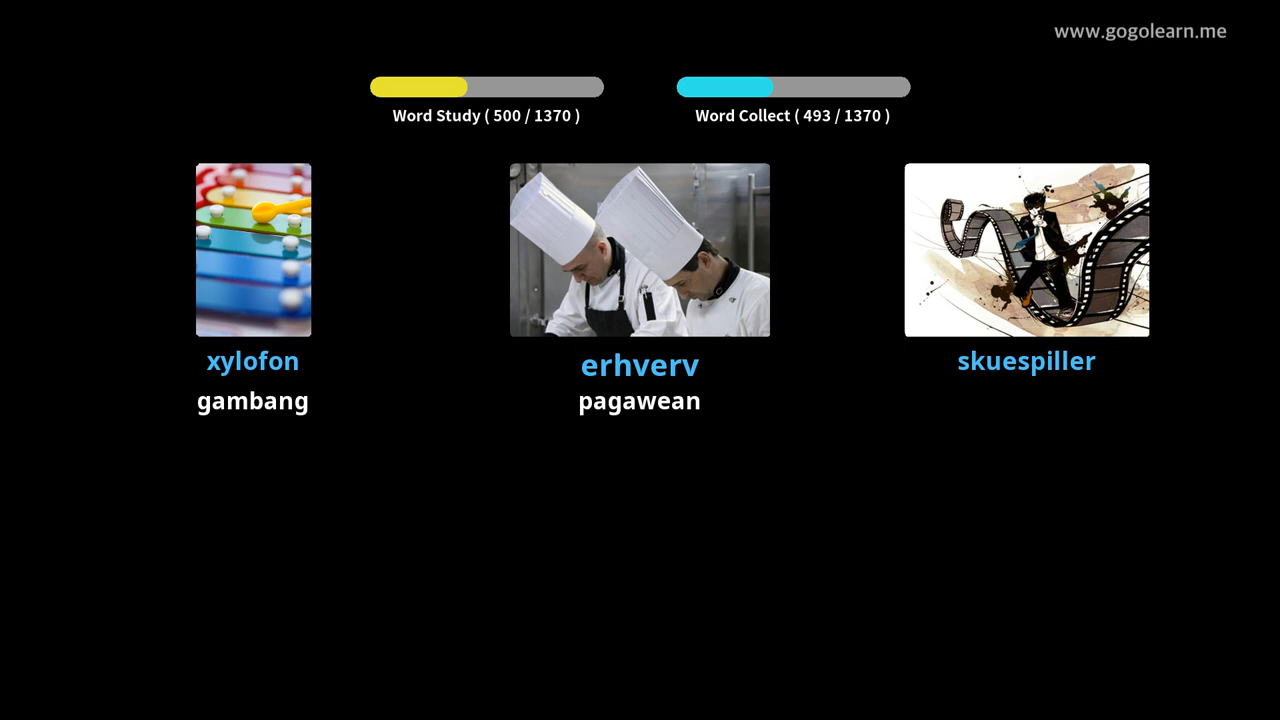 www.gogolearn.me
Word Study ( 500 / 1370 )
Word Collect ( 493 / 1370 )
xylofon
gambang
erhverv
pagawean
skuespiller